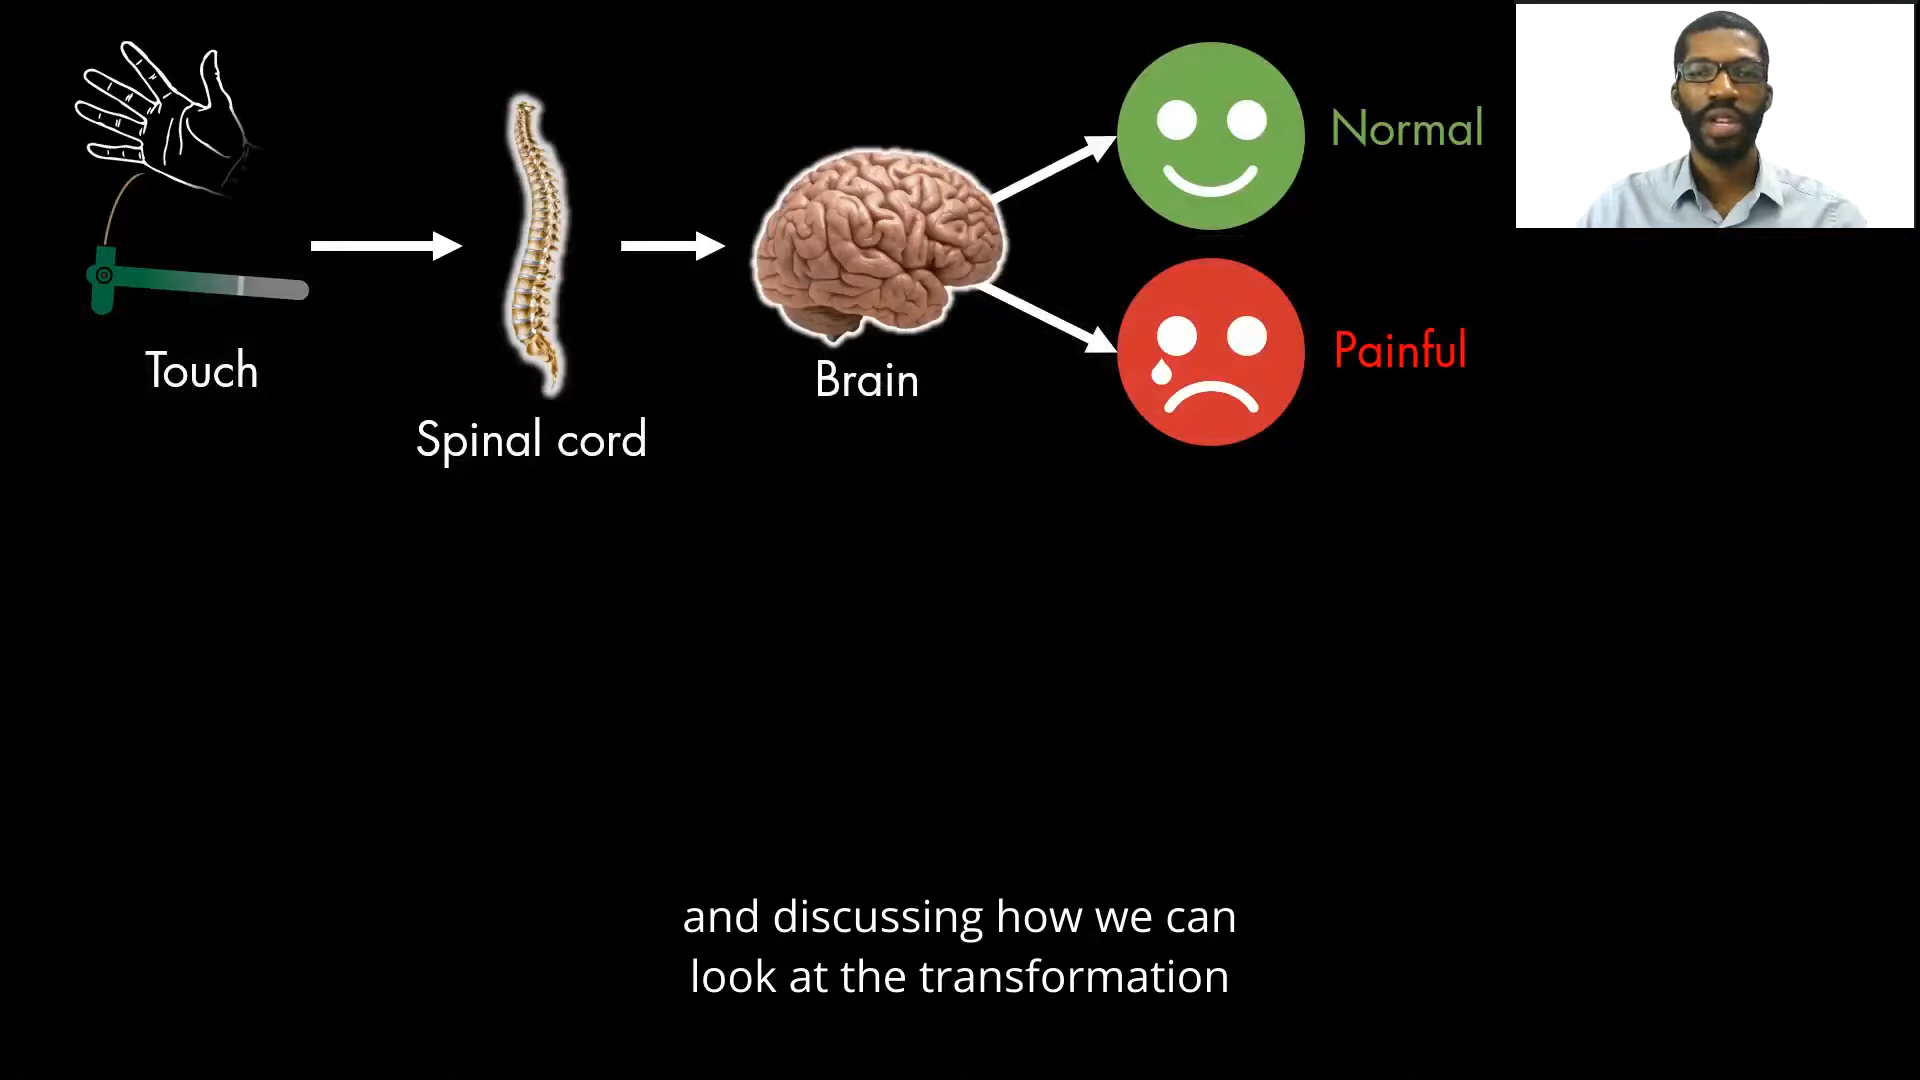 Normal
Painful
Touch
Brain
Spinal cord
and discussing how we can
look at the transformation